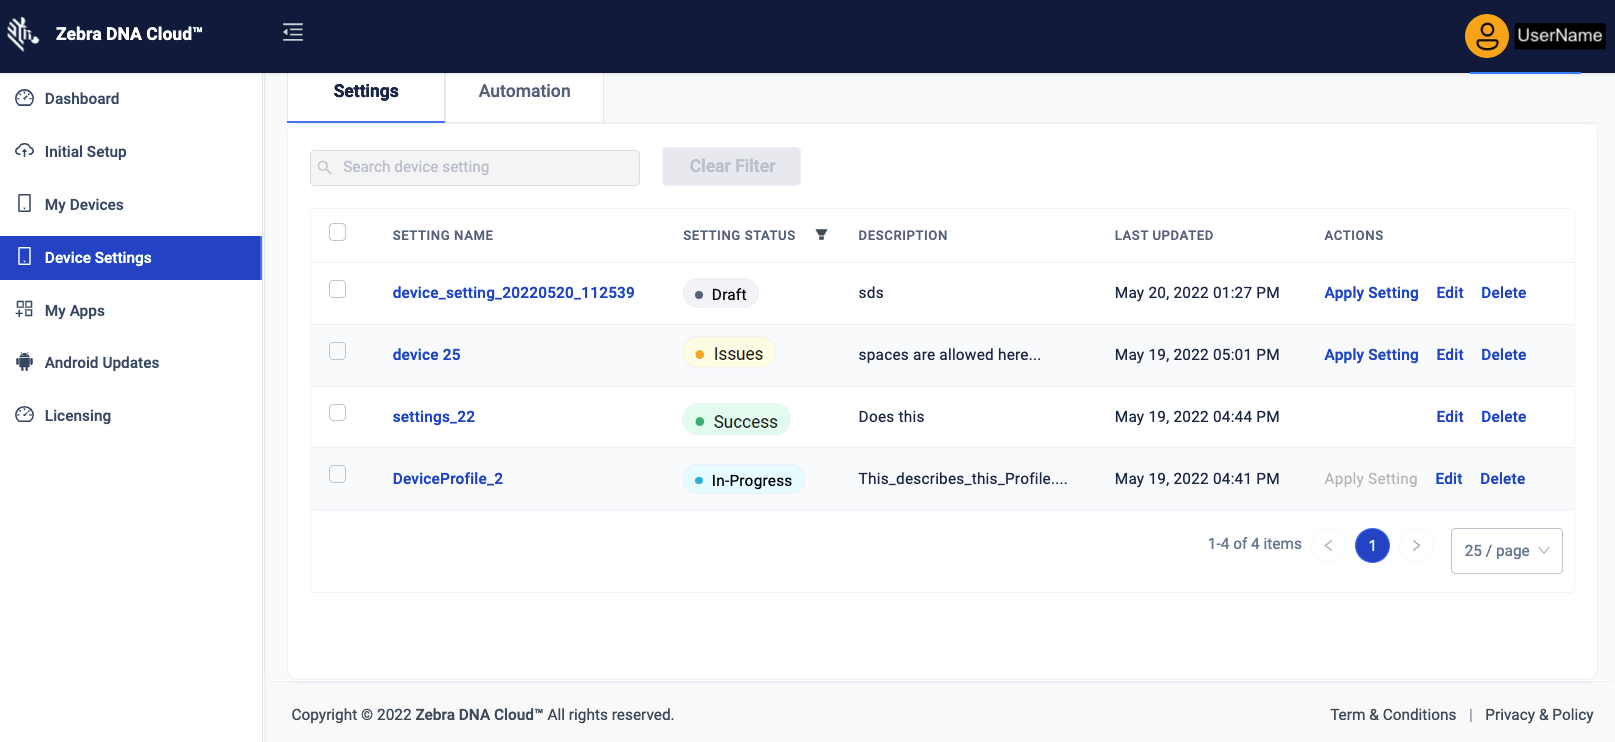 Zebra DNA Cloud™
UserName
Dashboard
Initial Setup
My Devices
Device Settings
My Apps
Android Updates
Licensing
Settings Automation
Search device setting Clear Filter
SETTING NAME SETTING STATUS DESCRIPTION LAST UPDATED ACTIONS
device_setting_20220520_112539 Draft sds May 20, 2022 01:27 PM Apply Setting Edit Delete
device 25 Issues spaces are allowed here... May 19, 2022 05:01 PM Apply Setting Edit Delete
settings_22 Success Does this May 19, 2022 04:44 PM Edit Delete
DeviceProfile_2 In-Progress This_describes_this_Profile.... May 19, 2022 04:41 PM Apply Setting Edit Delete
1-4 of 4 items < 1 > 25 / page
Copyright © 2022 Zebra DNA Cloud™ All rights reserved. Term & Conditions | Privacy & Policy